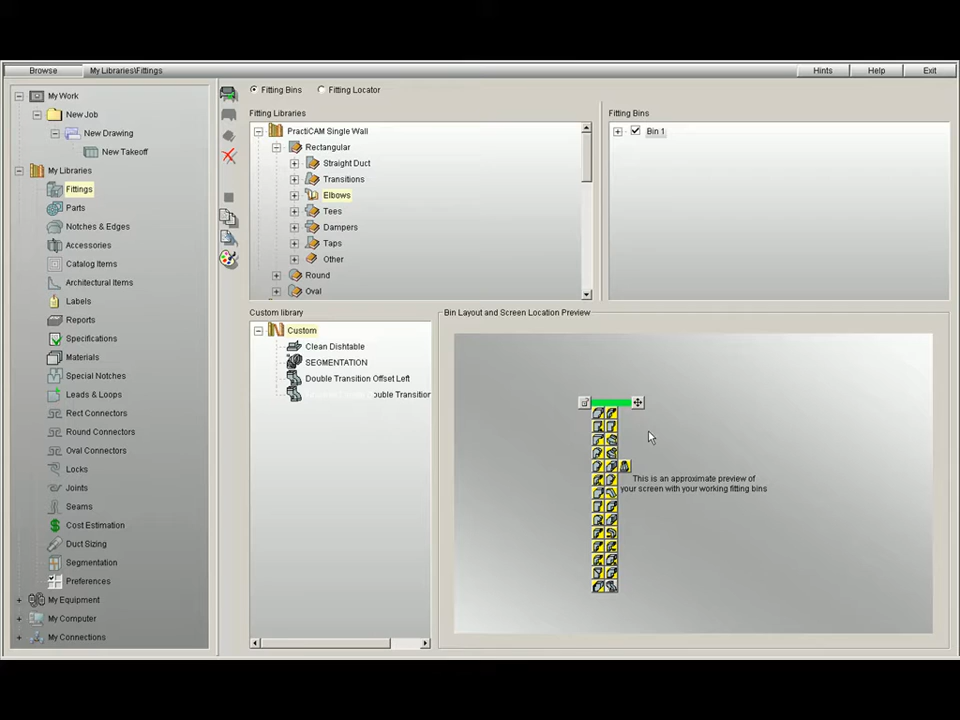 Browse
My Libraries\Fittings
Hints
Help
Exit
My Work
New Job
New Drawing
New Takeoff
My Libraries
Fittings
Parts
Notches & Edges
Accessories
Catalog Items
Architectural Items
Labels
Reports
Specifications
Materials
Special Notches
Leads & Loops
Rect Connectors
Round Connectors
Oval Connectors
Locks
Joints
Seams
Cost Estimation
Duct Sizing
Segmentation
Preferences
My Equipment
My Computer
My Connections
Fitting Bins
Fitting Locator
Fitting Libraries
PractiCAM Single Wall
Rectangular
Straight Duct
Transitions
Elbows
Tees
Dampers
Taps
Other
Round
Oval
Fitting Bins
Bin 1
Custom library
Custom
Clean Dishtable
SEGMENTATION
Double Transition Offset Left
Double Transition
Bin Layout and Screen Location Preview
This is an approximate preview of
your screen with your working fitting bins